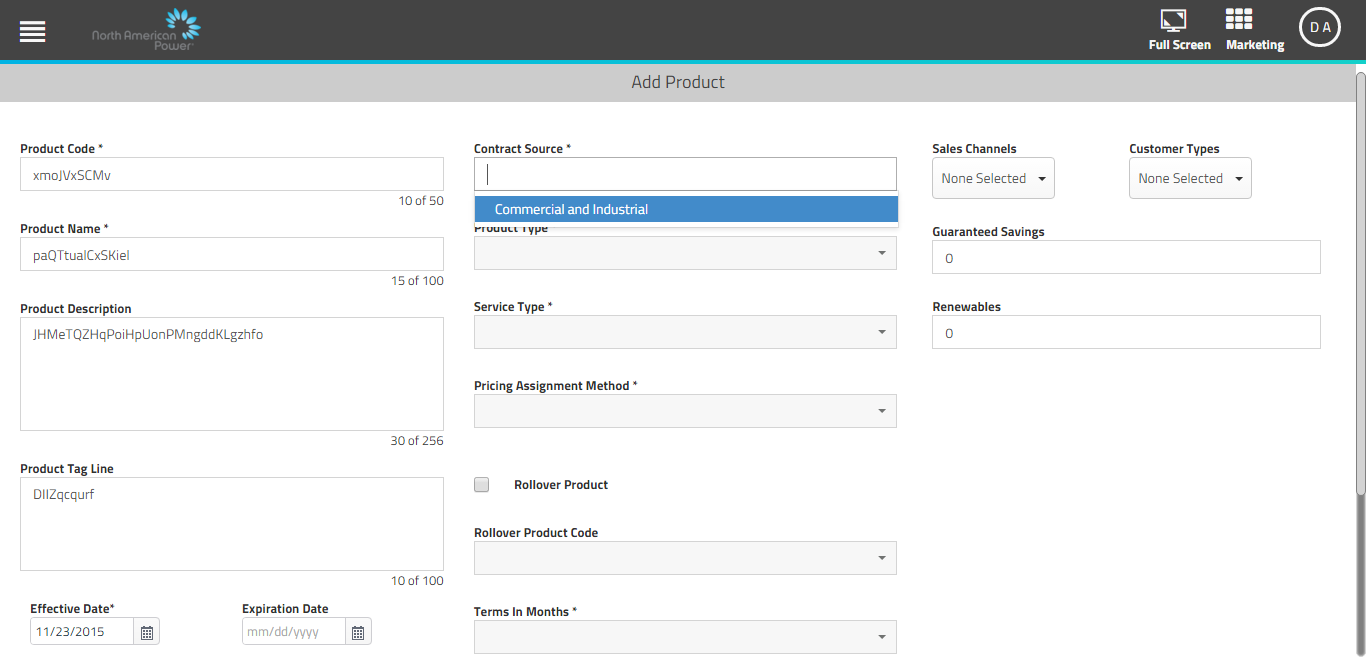 North American
Power
Full Screen
Marketing
D A
Add Product
Product Code *
xmoJVxSCMv
10 of 50
Product Name *
paQTtualCxSKieI
15 of 100
Product Description
JHMeTQZHqPoiHpUonPMngddKLgzhfo
30 of 256
Product Tag Line
DIIZqcqurf
10 of 100
Effective Date*
11/23/2015
Expiration Date
mm/dd/yyyy
Contract Source *
Commercial and Industrial
Product Type
Service Type *
Pricing Assignment Method *
Rollover Product
Rollover Product Code
Terms In Months *
Sales Channels
None Selected
Customer Types
None Selected
Guaranteed Savings
0
Renewables
0